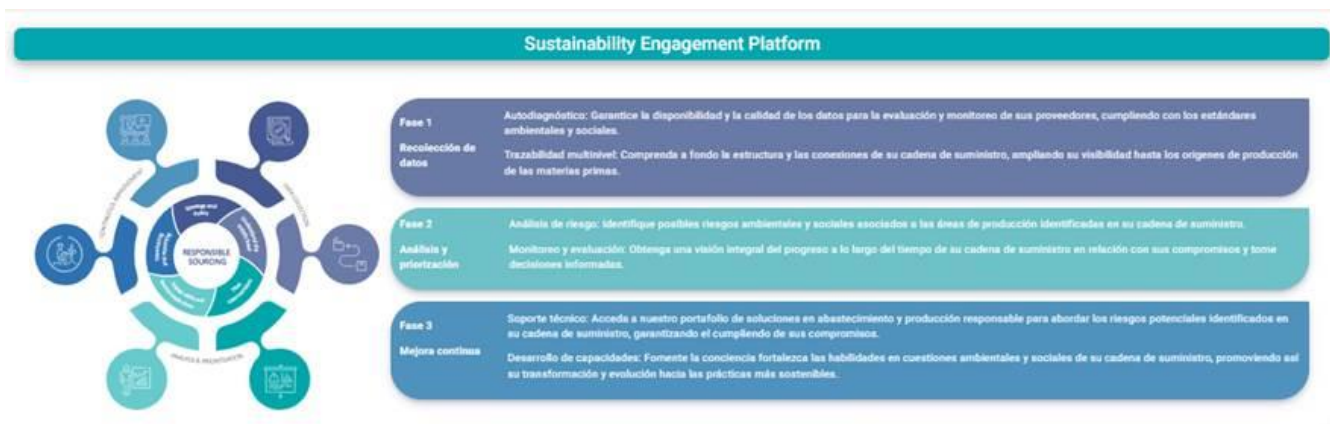 Sustainability Engagement Platform
CONTINUOUS IMPROVEMENT
DATA COLLECTION
RESPONSIBLE
SOURCING
ANALYSIS & PRIORITIZATION
Fase 1
Recolección de
datos
Autodiagnóstico: Garantice la disponibilidad y la calidad de los datos para la evaluación y monitoreo de sus proveedores, cumpliendo con los estándares
ambientales y sociales.
Trazabilidad multinivel: Comprenda a fondo la estructura y las conexiones de su cadena de suministro, ampliando su visibilidad hasta los orígenes de producción
de las materias primas.
Fase 2
Análisis y
priorización
Análisis de riesgo: Identifique posibles riesgos ambientales y sociales asociados a las áreas de producción identificadas en su cadena de suministro.
Monitoreo y evaluación: Obtenga una visión integral del progreso a lo largo del tiempo de su cadena de suministro en relación con sus compromisos y tome
decisiones informadas.
Fase 3
Mejora continua
Soporte técnico: Acceda a nuestro portafolio de soluciones en abastecimiento y producción responsable para abordar los riesgos potenciales identificados en
su cadena de suministro, garantizando el cumpliendo de sus compromisos.
Desarrollo de capacidades: Fomente la conciencia fortalezca las habilidades en cuestiones ambientales y sociales de su cadena de suministro, promoviendo así
su transformación y evolución hacia las prácticas más sostenibles.